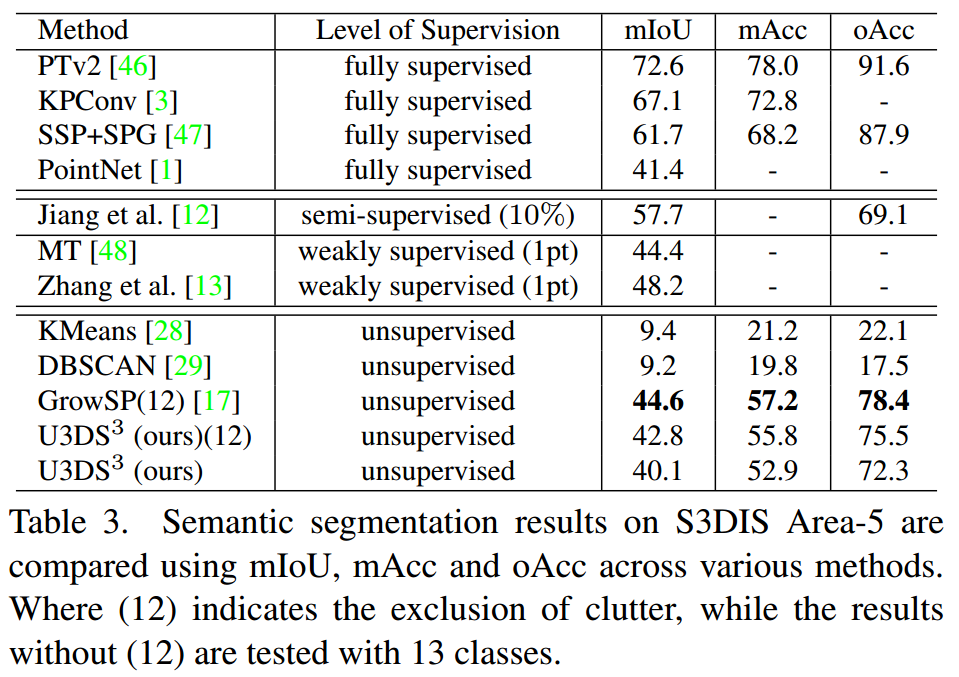 Method Level of Supervision mIoU mAcc oAcc
PTv2 [46] fully supervised 72.6 78.0 91.6
KPConv [3] fully supervised 67.1 72.8 -
SSP+SPG [47] fully supervised 61.7 68.2 87.9
PointNet [1] fully supervised 41.4 - -
Jiang et al. [12] semi-supervised (10%) 57.7 - 69.1
MT [48] weakly supervised (1pt) 44.4 - -
Zhang et al. [13] weakly supervised (1pt) 48.2 - -
KMeans [28] unsupervised 9.4 21.2 22.1
DBSCAN [29] unsupervised 9.2 19.8 17.5
GrowSP(12) [17] unsupervised 44.6 57.2 78.4
U3DS³ (ours)(12) unsupervised 42.8 55.8 75.5
U3DS³ (ours) unsupervised 40.1 52.9 72.3
Table 3. Semantic segmentation results on S3DIS Area-5 are
compared using mIoU, mAcc and oAcc across various methods.
Where (12) indicates the exclusion of clutter, while the results
without (12) are tested with 13 classes.